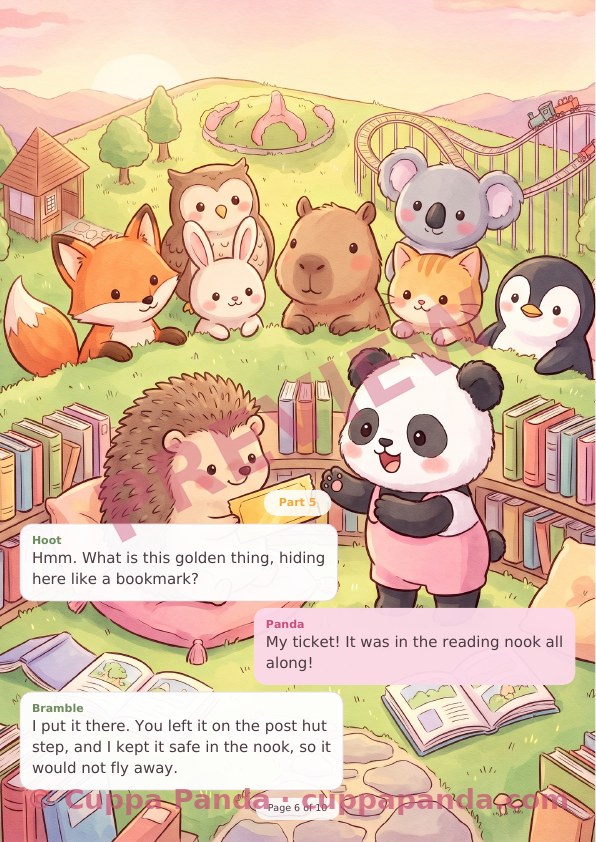 PREVIEW
Part 5
Hoot
Hmm. What is this golden thing, hiding
here like a bookmark?
Panda
My ticket! It was in the reading nook all
along!
Bramble
I put it there. You left it on the post hut
step, and I kept it safe in the nook, so it
would not fly away.
© Cuppa Panda · cuppapanda.com
Page 6 of 10